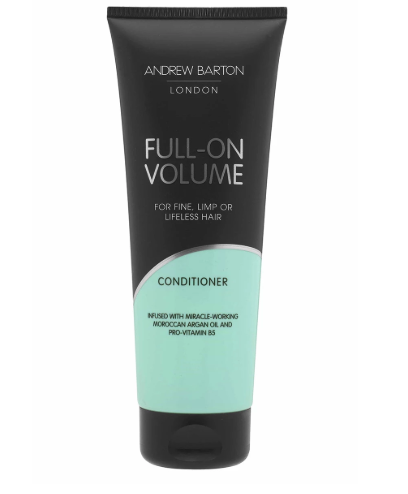 ANDREW BARTON
LONDON
FULL-ON
VOLUME
FOR FINE, LIMP OR
LIFELESS HAIR
CONDITIONER
INFUSED WITH MIRACLE-WORKING
MOROCCAN ARGAN OIL AND
PRO-VITAMIN B5